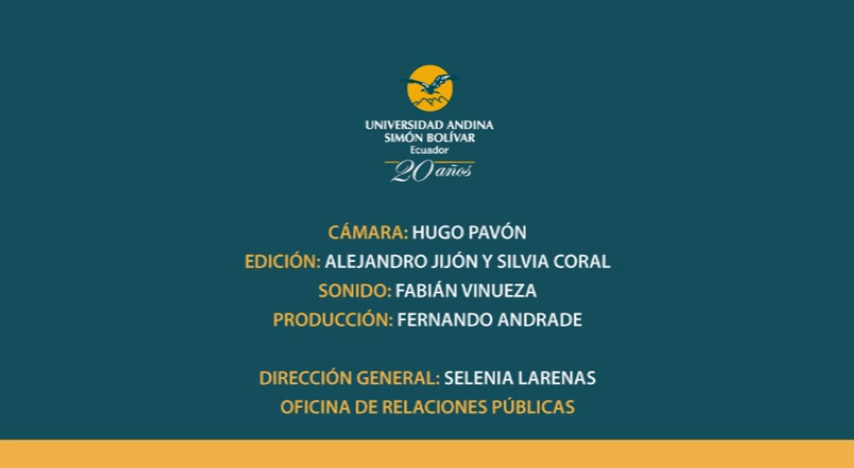 UNIVERSIDAD ANDINA
SIMÓN BOLÍVAR
Ecuador
20 años
CÁMARA: HUGO PAVÓN
EDICIÓN: ALEJANDRO JIJÓN Y SILVIA CORAL
SONIDO: FABIÁN VINUEZA
PRODUCCIÓN: FERNANDO ANDRADE
DIRECCIÓN GENERAL: SELENIA LARENAS
OFICINA DE RELACIONES PÚBLICAS